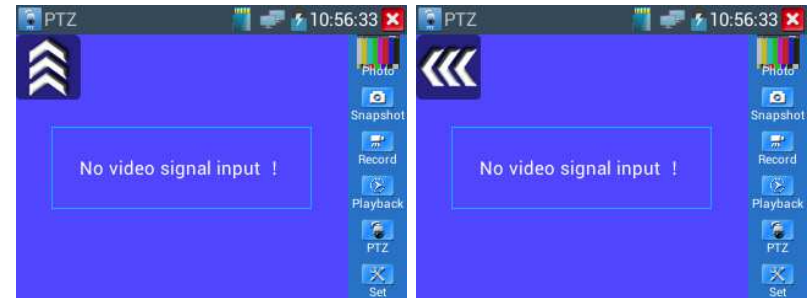 PTZ 10:56:33
Photo
Snapshot
No video signal input !
Record
Playback
PTZ
Set
PTZ 10:56:33
Photo
Snapshot
No video signal input !
Record
Playback
PTZ
Set